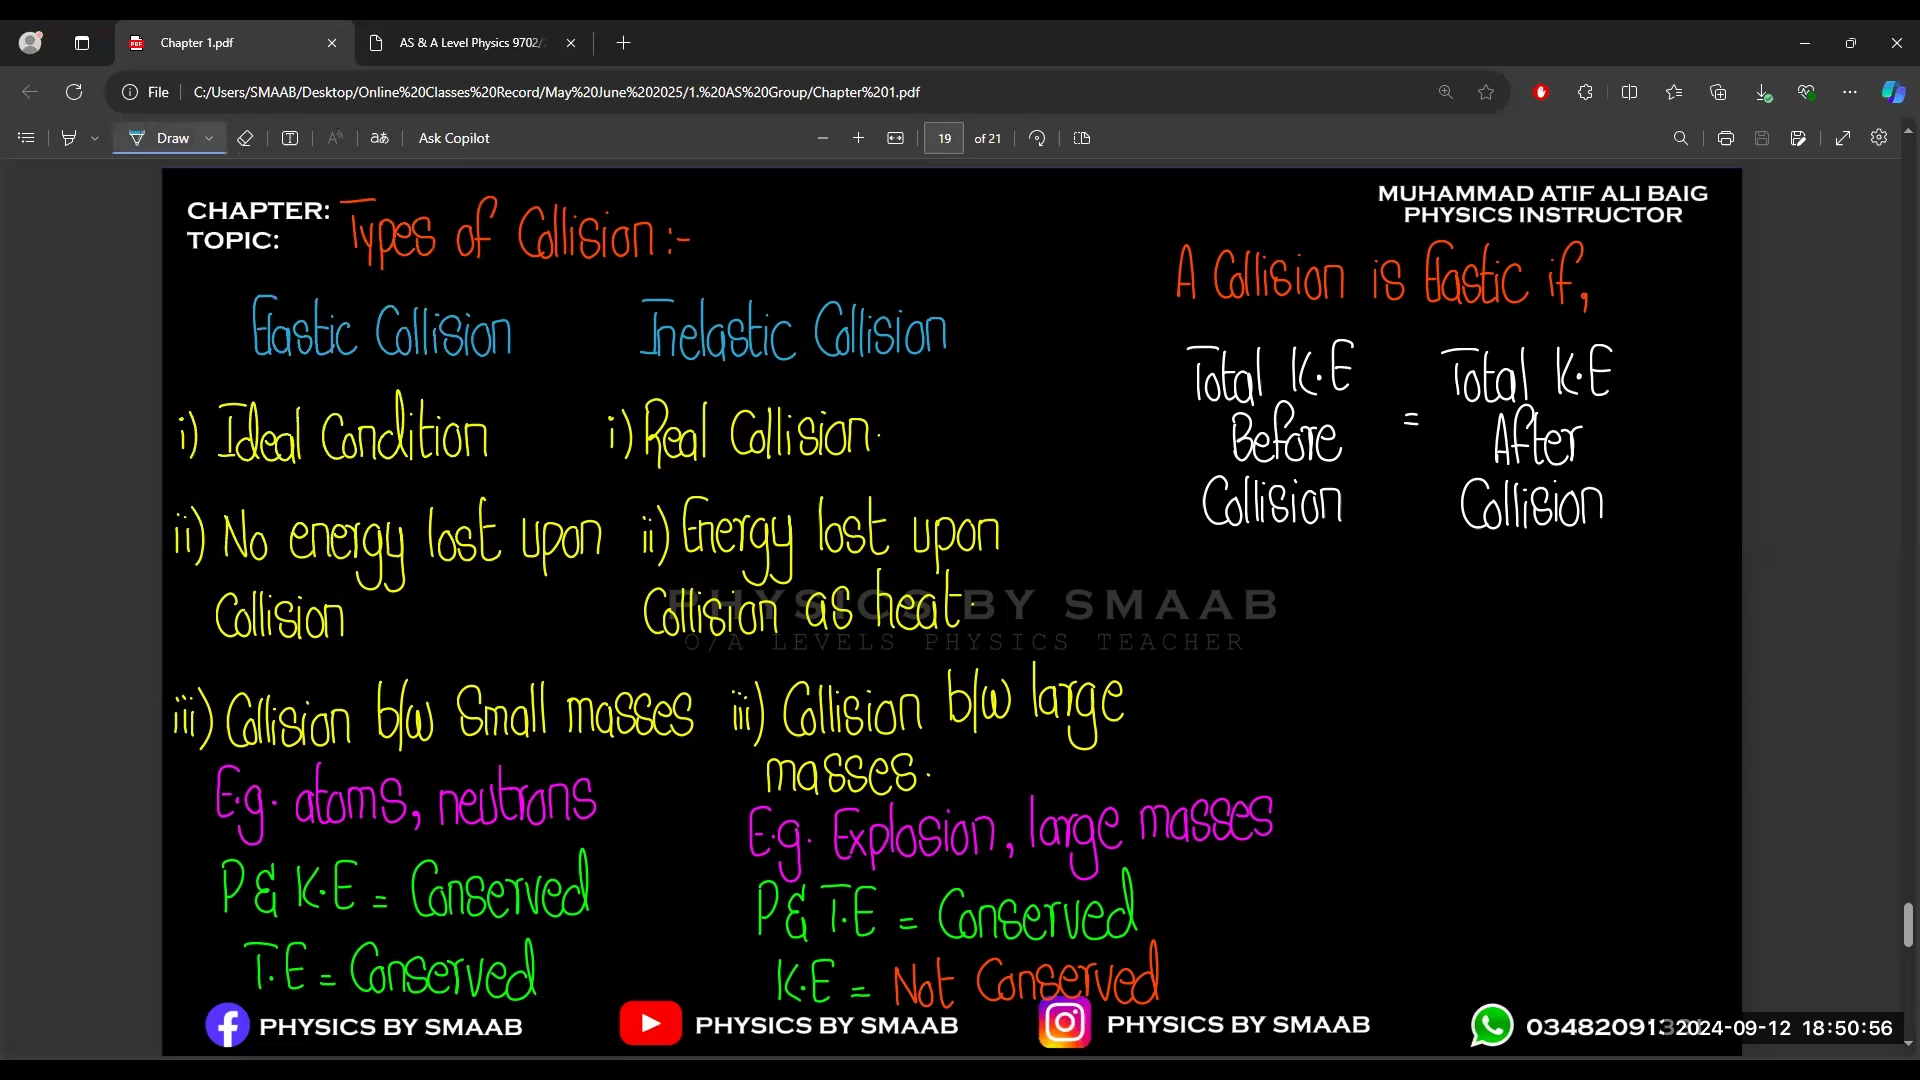 Chapter 1.pdf
AS & A Level Physics 9702/
File
C:/Users/SMAAB/Desktop/Online%20Classes%20Record/May%20June%202025/1.%20AS%20Group/Chapter%201.pdf
Draw
Ask Copilot
19 of 21
CHAPTER:
TOPIC:
Types of Collision :-
MUHAMMAD ATIF ALI BAIG
PHYSICS INSTRUCTOR
Elastic Collision
i) Ideal Condition
ii) No energy lost upon
Collision
iii) Collision b/w Small masses
E.g. atoms, neutrons
P & K.E = Conserved
T.E = Conserved
Inelastic Collision
i) Real Collision.
ii) Energy lost upon
Collision as heat.
iii) Collision b/w large
masses.
E.g. Explosion, large masses
P & T.E = Conserved
K.E = Not Conserved
A Collision is Elastic if,
Total K.E
Before
Collision
=
Total K.E
After
Collision
PHYSICS BY SMAAB
O/A LEVELS PHYSICS TEACHER
PHYSICS BY SMAAB
PHYSICS BY SMAAB
PHYSICS BY SMAAB
2024-09-12 18:50:56